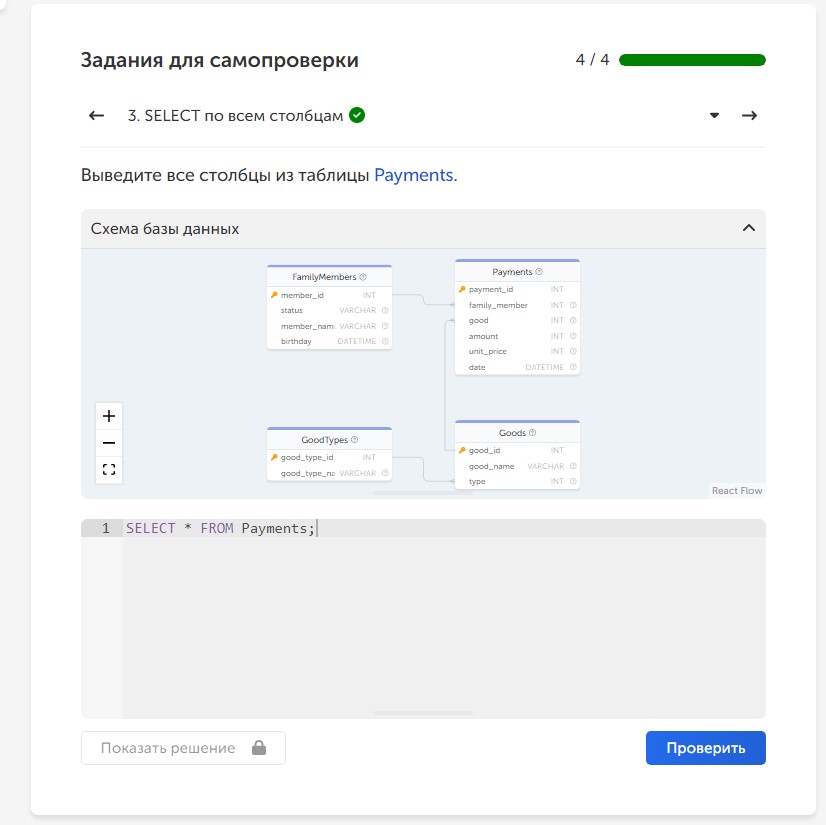 Задания для самопроверки
4 / 4
3. SELECT по всем столбцам
Выведите все столбцы из таблицы Payments.
Схема базы данных
FamilyMembers
member_id INT
status VARCHAR
member_nam VARCHAR
birthday DATETIME
Payments
payment_id INT
family_member INT
good INT
amount INT
unit_price INT
date DATETIME
GoodTypes
good_type_id INT
good_type_na VARCHAR
Goods
good_id INT
good_name VARCHAR
type INT
React Flow
1 SELECT * FROM Payments;
Показать решение
Проверить